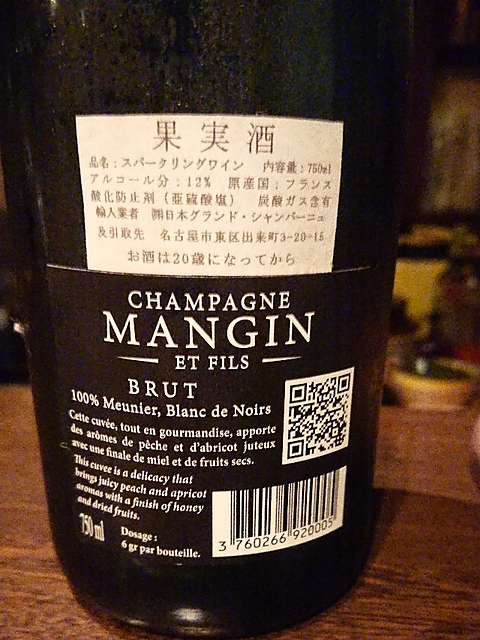 果実酒
品名：スパークリングワイン 内容量：750ml
アルコール分：12% 原産国：フランス
酸化防止剤（亜硫酸塩） 炭酸ガス含有
輸入業者 ㈱日本グランド・シャンパーニュ
及引取先 名古屋市東区出来町3-20-15
お酒は20歳になってから
CHAMPAGNE
MANGIN
ET FILS
BRUT
100% Meunier, Blanc de Noirs
Cette cuvée, tout en gourmandise, apporte
des arômes de pêche et d'abricot juteux
avec une finale de miel et de fruits secs.
This cuvee is a delicacy that
brings juicy peach and apricot
aromas with a finish of honey
and dried fruits.
750 ml
Dosage :
6 gr par bouteille.
3 760266 920005